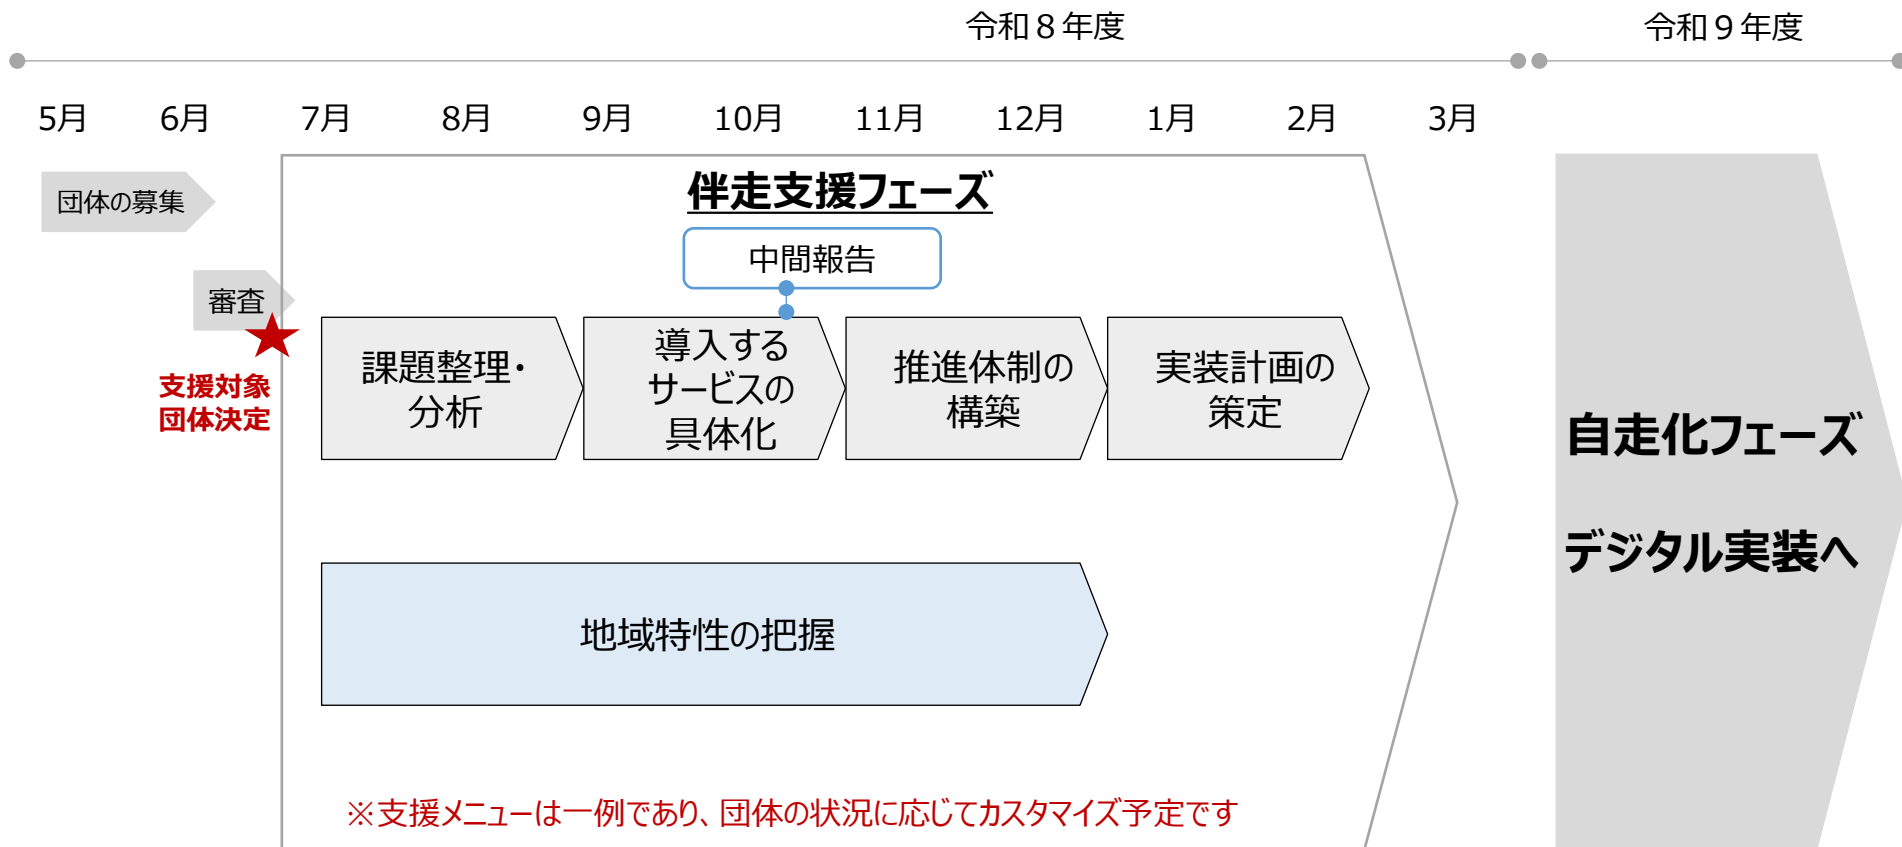 令和８年度
令和９年度
5月
6月
7月
8月
9月
10月
11月
12月
1月
2月
3月
団体の募集
審査
支援対象
団体決定
伴走支援フェーズ
中間報告
課題整理・
分析
導入する
サービスの
具体化
推進体制の
構築
実装計画の
策定
地域特性の把握
※支援メニューは一例であり、団体の状況に応じてカスタマイズ予定です
自走化フェーズ
デジタル実装へ